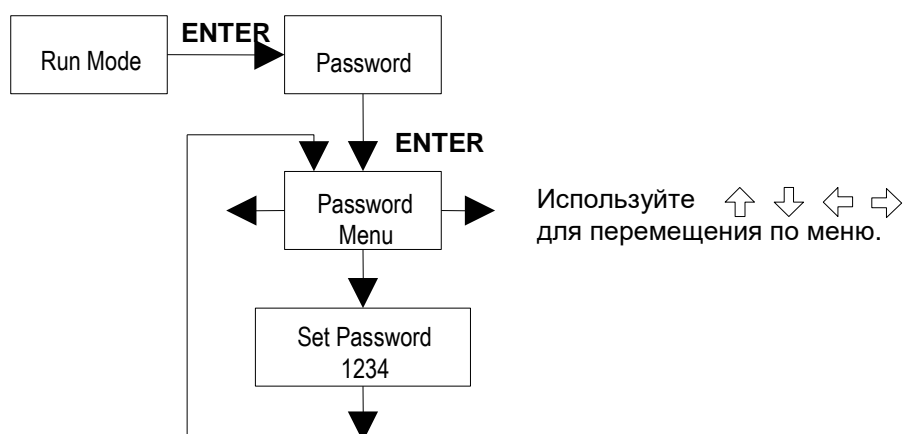 ENTER
Run Mode
Password
ENTER
Password
Menu
Используйте
для перемещения по меню.
Set Password
1234